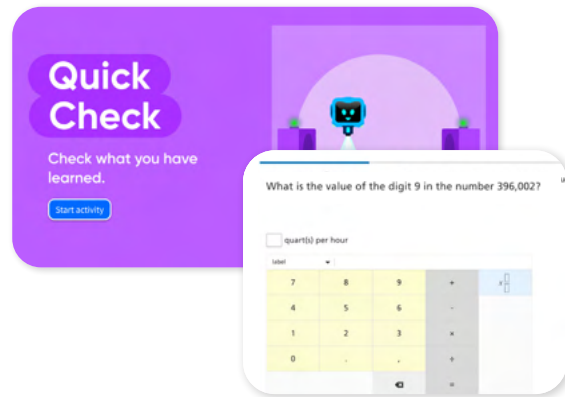 Quick
Check
Check what you have
learned.
Start activity
What is the value of the digit 9 in the number 396,002?
quart(s) per hour
label
7 8 9 +
4 5 6 -
1 2 3 ×
0 . , ÷
=